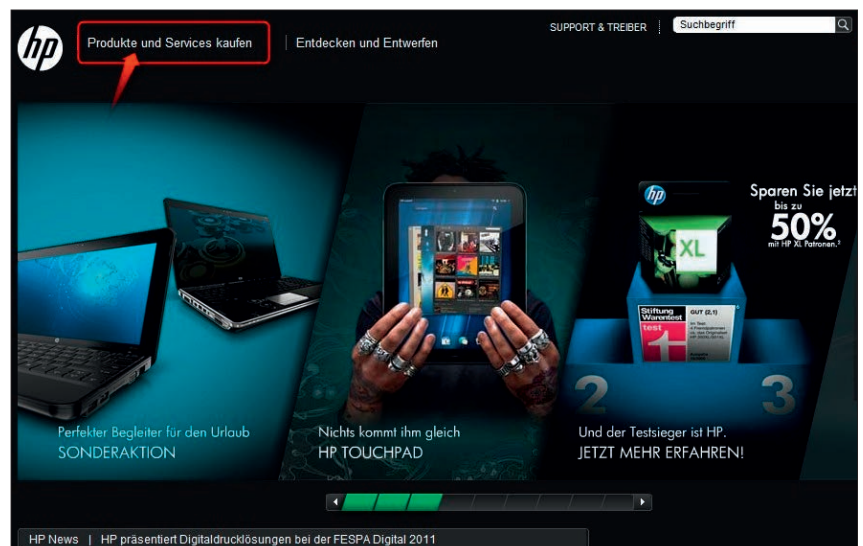 hp
Produkte und Services kaufen
Entdecken und Entwerfen
SUPPORT & TREIBER
Suchbegriff
hp
Sparen Sie jetzt
bis zu
50%
mit HP XL Patronen.²
XL
Stiftung
Warentest
GUT (2,1)
test
2
3
Perfekter Begleiter für den Urlaub
SONDERAKTION
Nichts kommt ihm gleich
HP TOUCHPAD
Und der Testsieger ist HP.
JETZT MEHR ERFAHREN!
HP News | HP präsentiert Digitaldrucklösungen bei der FESPA Digital 2011